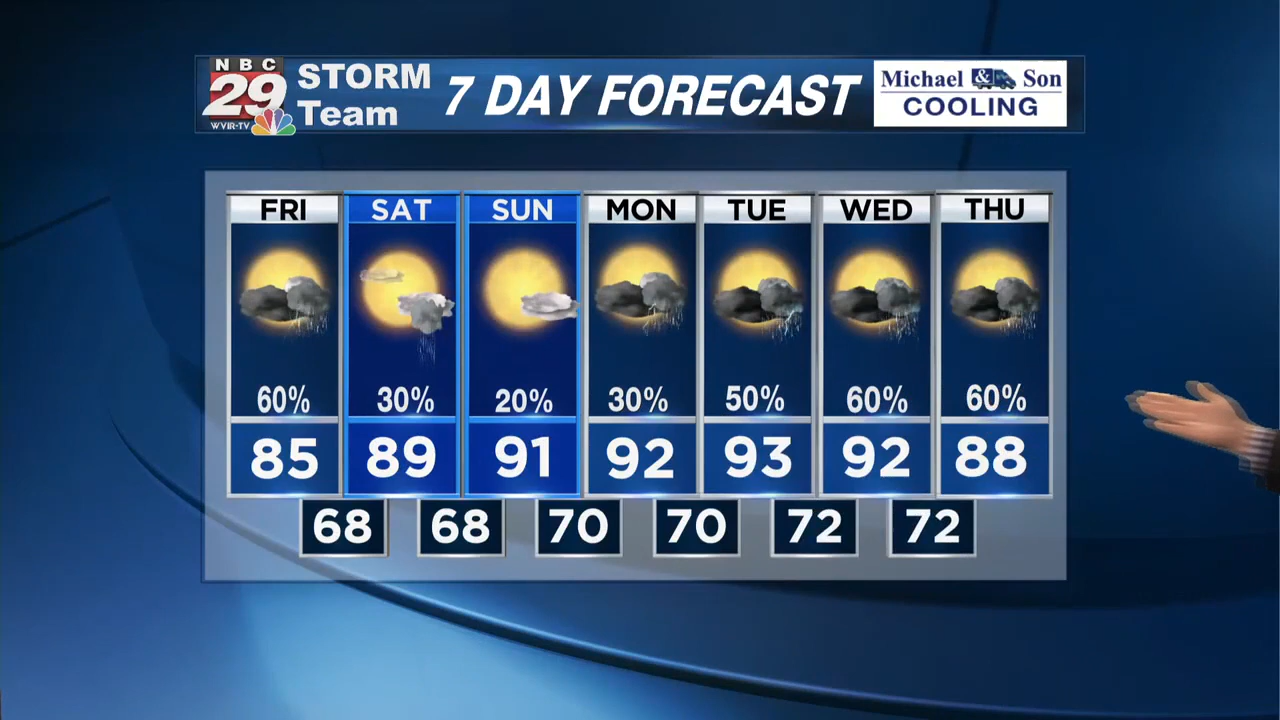 NBC
29
WVIR-TV
STORM
Team
7 DAY FORECAST
Michael & Son
COOLING
FRI SAT SUN MON TUE WED THU
60% 30% 20% 30% 50% 60% 60%
85 89 91 92 93 92 88
68 68 70 70 72 72